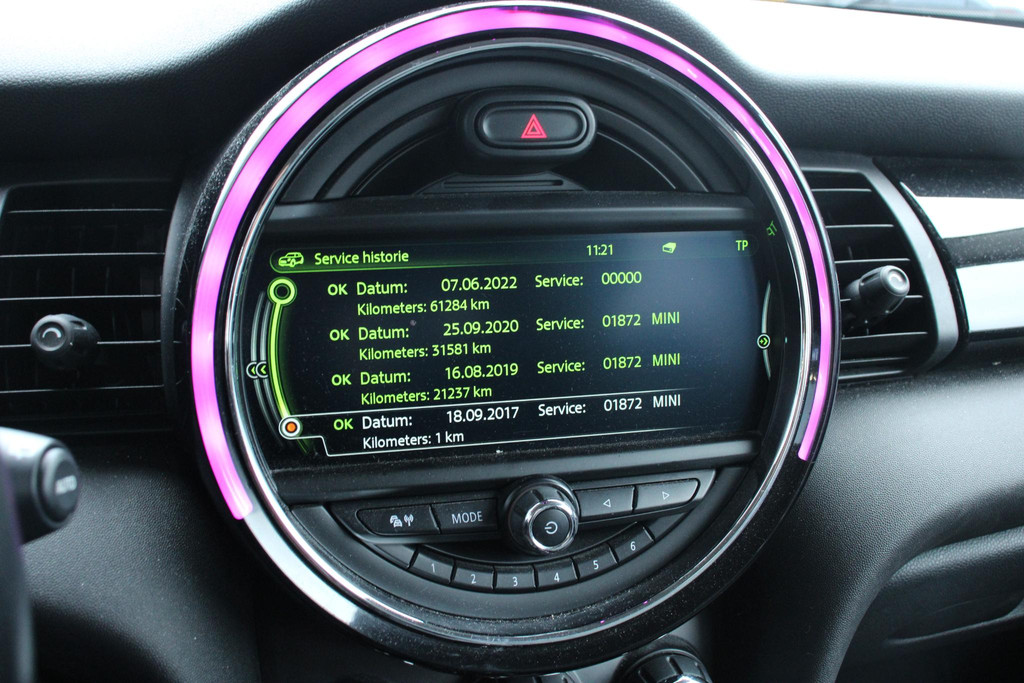 Service historie 11:21 TP
OK Datum: 07.06.2022 Service: 00000
Kilometers: 61284 km
OK Datum: 25.09.2020 Service: 01872 MINI
Kilometers: 31581 km
OK Datum: 16.08.2019 Service: 01872 MINI
Kilometers: 21237 km
OK Datum: 18.09.2017 Service: 01872 MINI
Kilometers: 1 km
MODE
1 2 3 4 5 6
AUTO